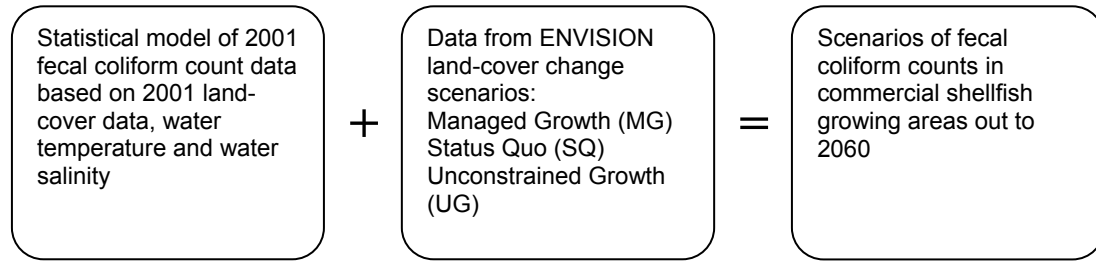 Statistical model of 2001
fecal coliform count data
based on 2001 land-
cover data, water
temperature and water
salinity
+
Data from ENVISION
land-cover change
scenarios:
Managed Growth (MG)
Status Quo (SQ)
Unconstrained Growth
(UG)
=
Scenarios of fecal
coliform counts in
commercial shellfish
growing areas out to
2060